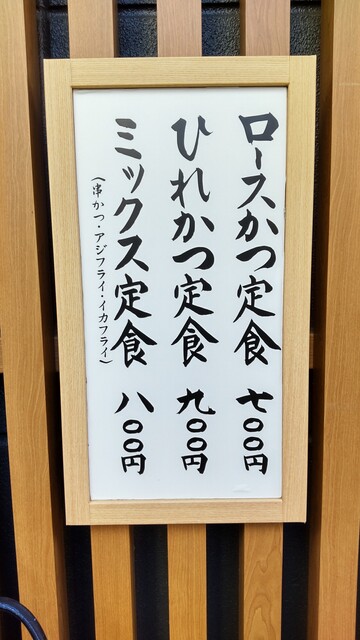 ロースかつ定食 七〇〇円
ひれかつ定食 九〇〇円
ミックス定食 八〇〇円
(串かつ・アジフライ・イカフライ)